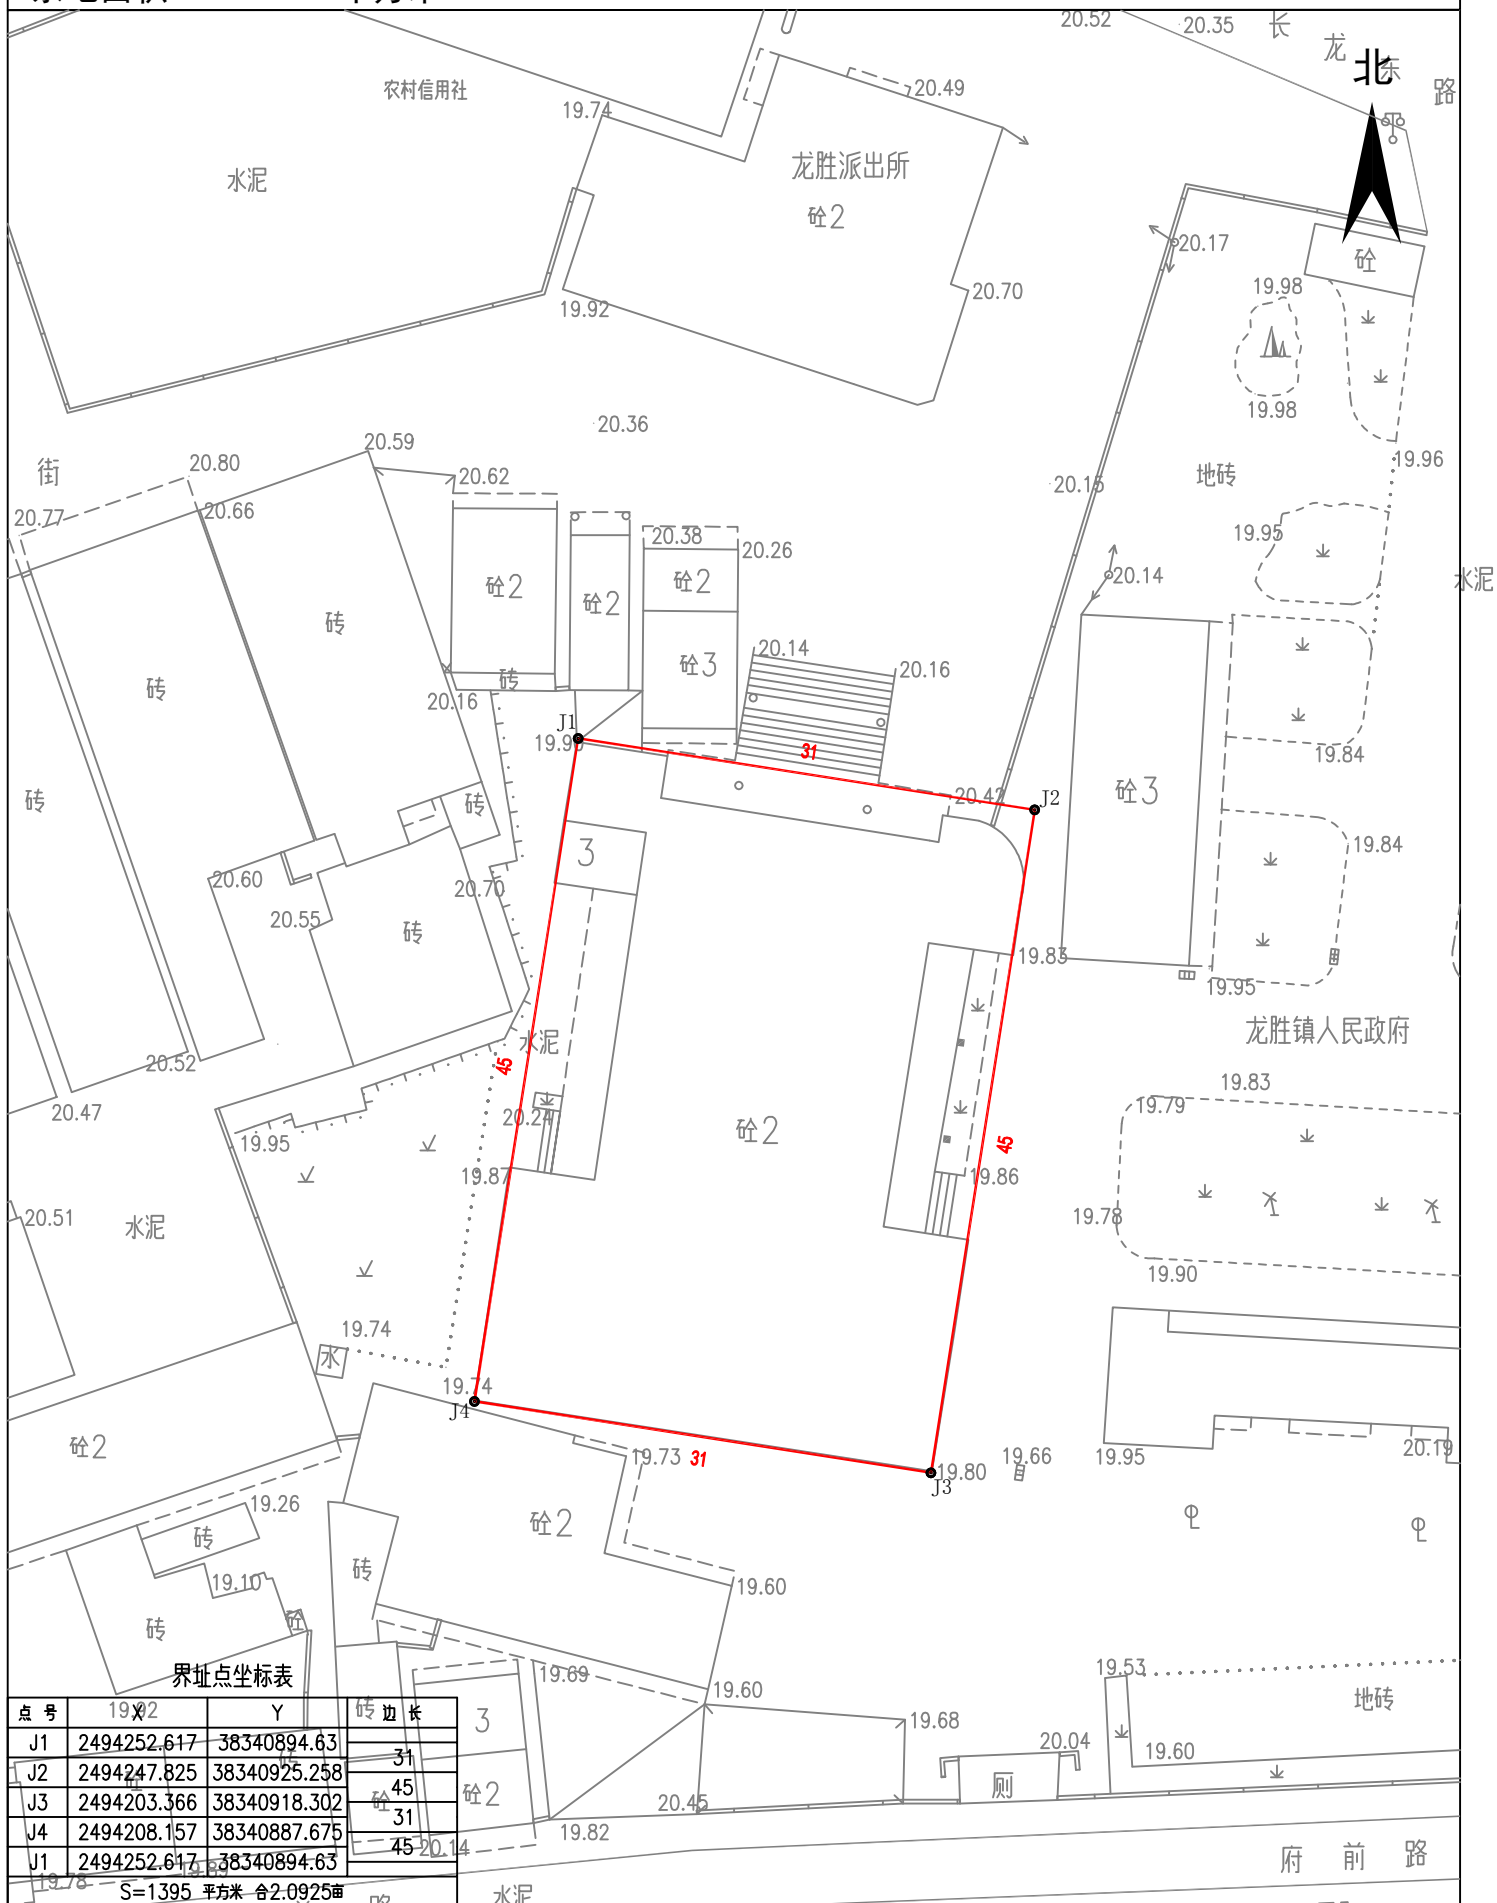 20.52
20.35
长
龙
东
路
北
农村信用社
19.74
20.49
水泥
龙胜派出所
砼2
20.17
砼
20.70
19.98
19.92
19.98
20.36
20.59
19.96
街
20.80
20.62
地砖
20.15
20.77
20.66
20.38
20.26
19.95
砼2
砼2
砼2
20.14
水泥
砖
砼3
20.14
20.16
砖
砖
20.16
J1
31
19.84
砼3
砖
砖
20.42
J2
3
19.84
20.60
20.70
20.55
砖
19.83
19.95
龙胜镇人民政府
水泥
45
20.52
19.83
20.47
19.79
20.24
砼2
19.95
45
19.87
19.86
20.51
水泥
19.78
19.90
19.74
水
19.74
J4
砼2
19.73
31
19.80
J3
19.66
19.95
20.19
19.26
砖
砼2
砖
19.10
19.60
砖
砼
19.69
19.53
界址点坐标表
19.60
地砖
点号 X Y 边长
砖
3
19.68
J1 2494252.617 38340894.63
31
20.04
19.60
J2 2494247.825 38340925.258
45
砖
砼
砼
砼2
厕
J3 2494203.366 38340918.302
31
20.45
J4 2494208.157 38340887.675
45
19.82
20.14
J1 2494252.617 38340894.63
19.89
19.78
府前路
S=1395 平方米 合2.0925亩
水泥